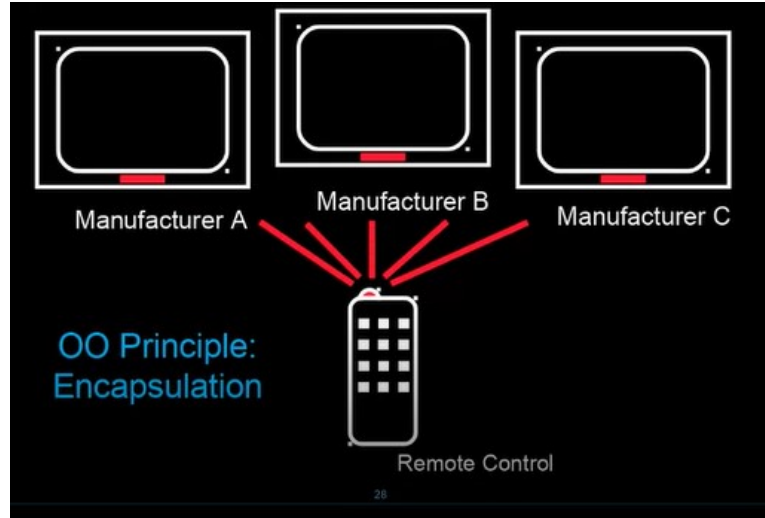 Manufacturer A
Manufacturer B
Manufacturer C
OO Principle:
Encapsulation
Remote Control
28